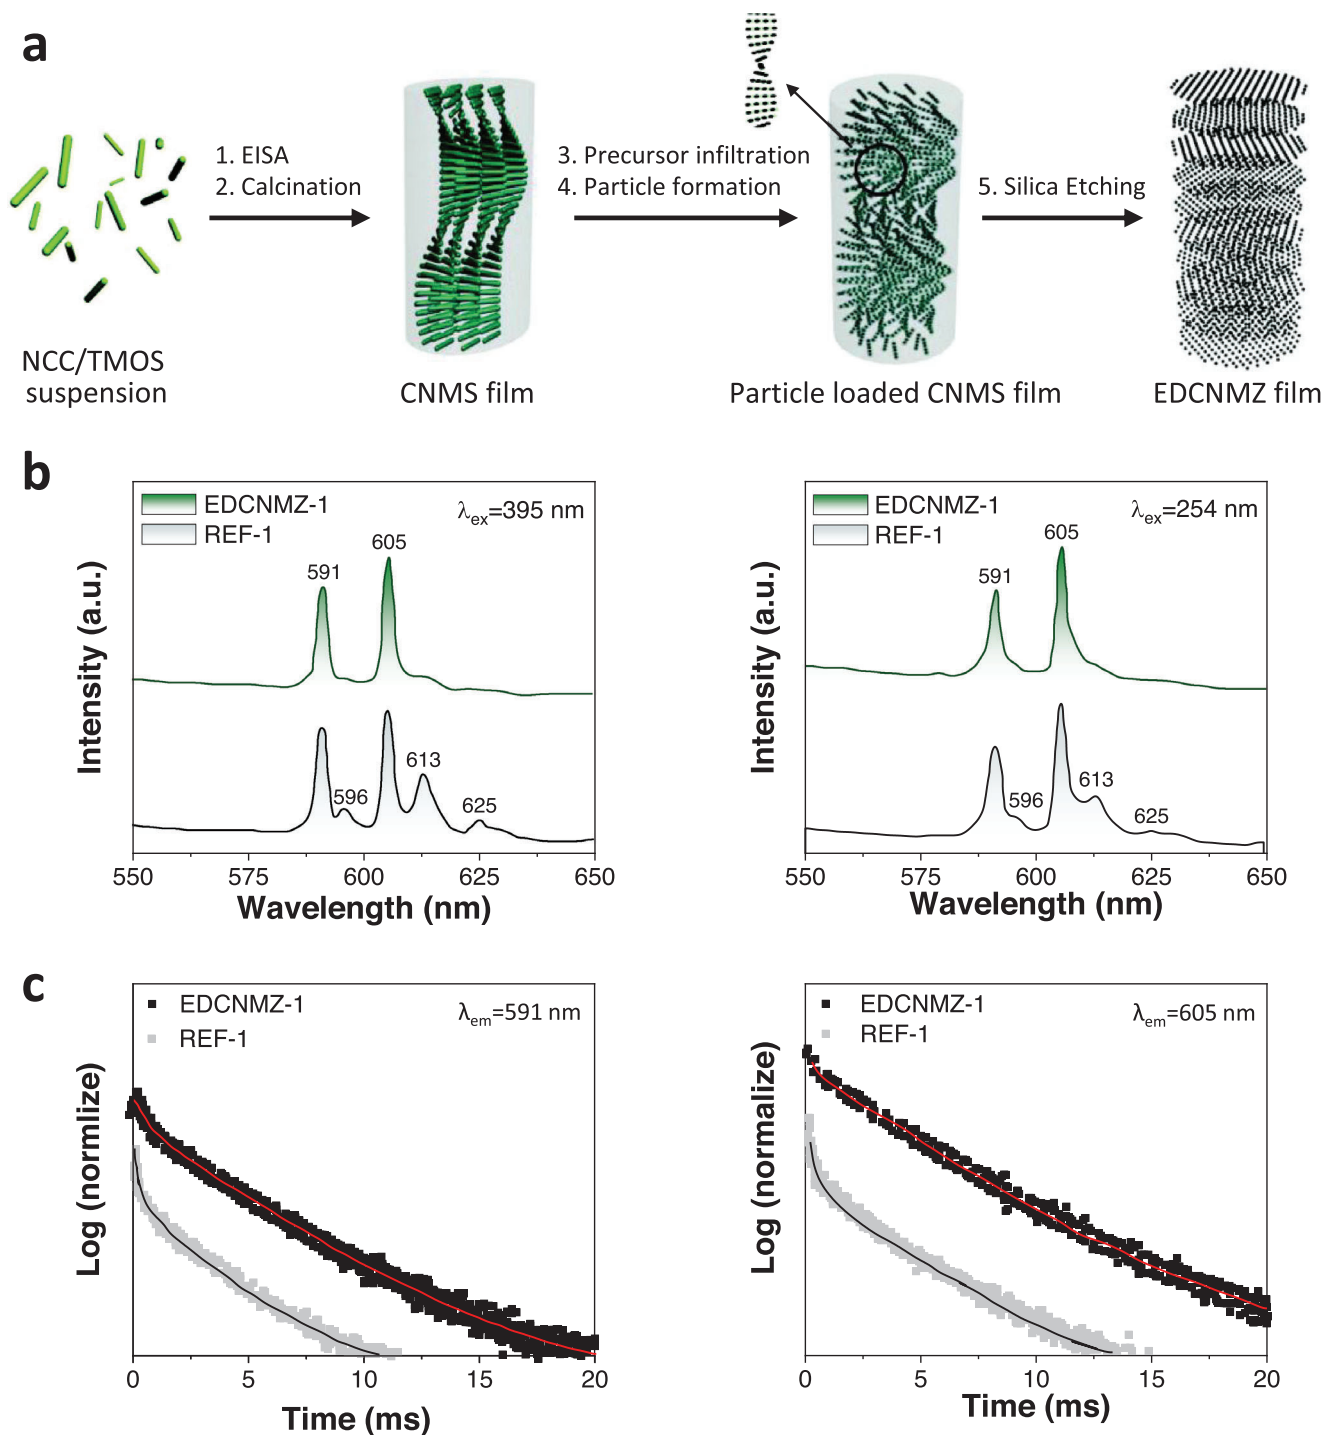 a
1. EISA
2. Calcination
3. Precursor infiltration
4. Particle formation
5. Silica Etching
NCC/TMOS
suspension
CNMS film
Particle loaded CNMS film
EDCNMZ film
b
EDCNMZ-1
REF-1
λex=395 nm
591
605
596
613
625
Intensity (a.u.)
550
575
600
625
650
Wavelength (nm)
EDCNMZ-1
REF-1
λex=254 nm
591
605
596
613
625
Intensity (a.u.)
550
575
600
625
650
Wavelength (nm)
c
EDCNMZ-1
REF-1
λem=591 nm
Log (normlize)
0
5
10
15
20
Time (ms)
EDCNMZ-1
REF-1
λem=605 nm
Log (normalize)
0
5
10
15
20
Time (ms)